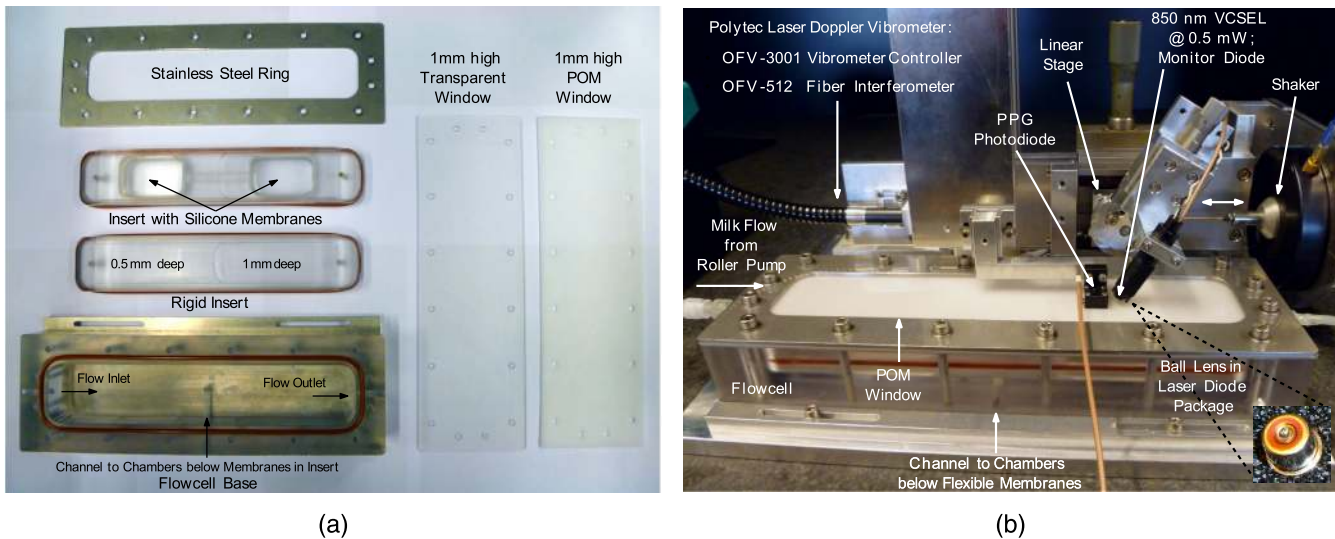 Stainless Steel Ring
1mm high
Transparent
Window
1mm high
POM
Window
Insert with Silicone Membranes
0.5mm deep
1mm deep
Rigid Insert
Flow Inlet
Flow Outlet
Channel to Chambers below Membranes in Insert
Flowcell Base
(a)
Polytec Laser Doppler Vibrometer:
OFV-3001 Vibrometer Controller
OFV-512 Fiber Interferometer
Linear
Stage
850 nm VCSEL
@ 0.5 mW;
Monitor Diode
Shaker
PPG
Photodiode
Milk Flow
from
Roller Pump
Flowcell
POM
Window
Ball Lens in
Laser Diode
Package
Channel to Chambers
below Flexible Membranes
(b)